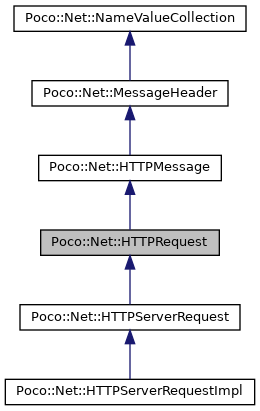 Poco::Net::NameValueCollection
Poco::Net::MessageHeader
Poco::Net::HTTPMessage
Poco::Net::HTTPRequest
Poco::Net::HTTPServerRequest
Poco::Net::HTTPServerRequestImpl